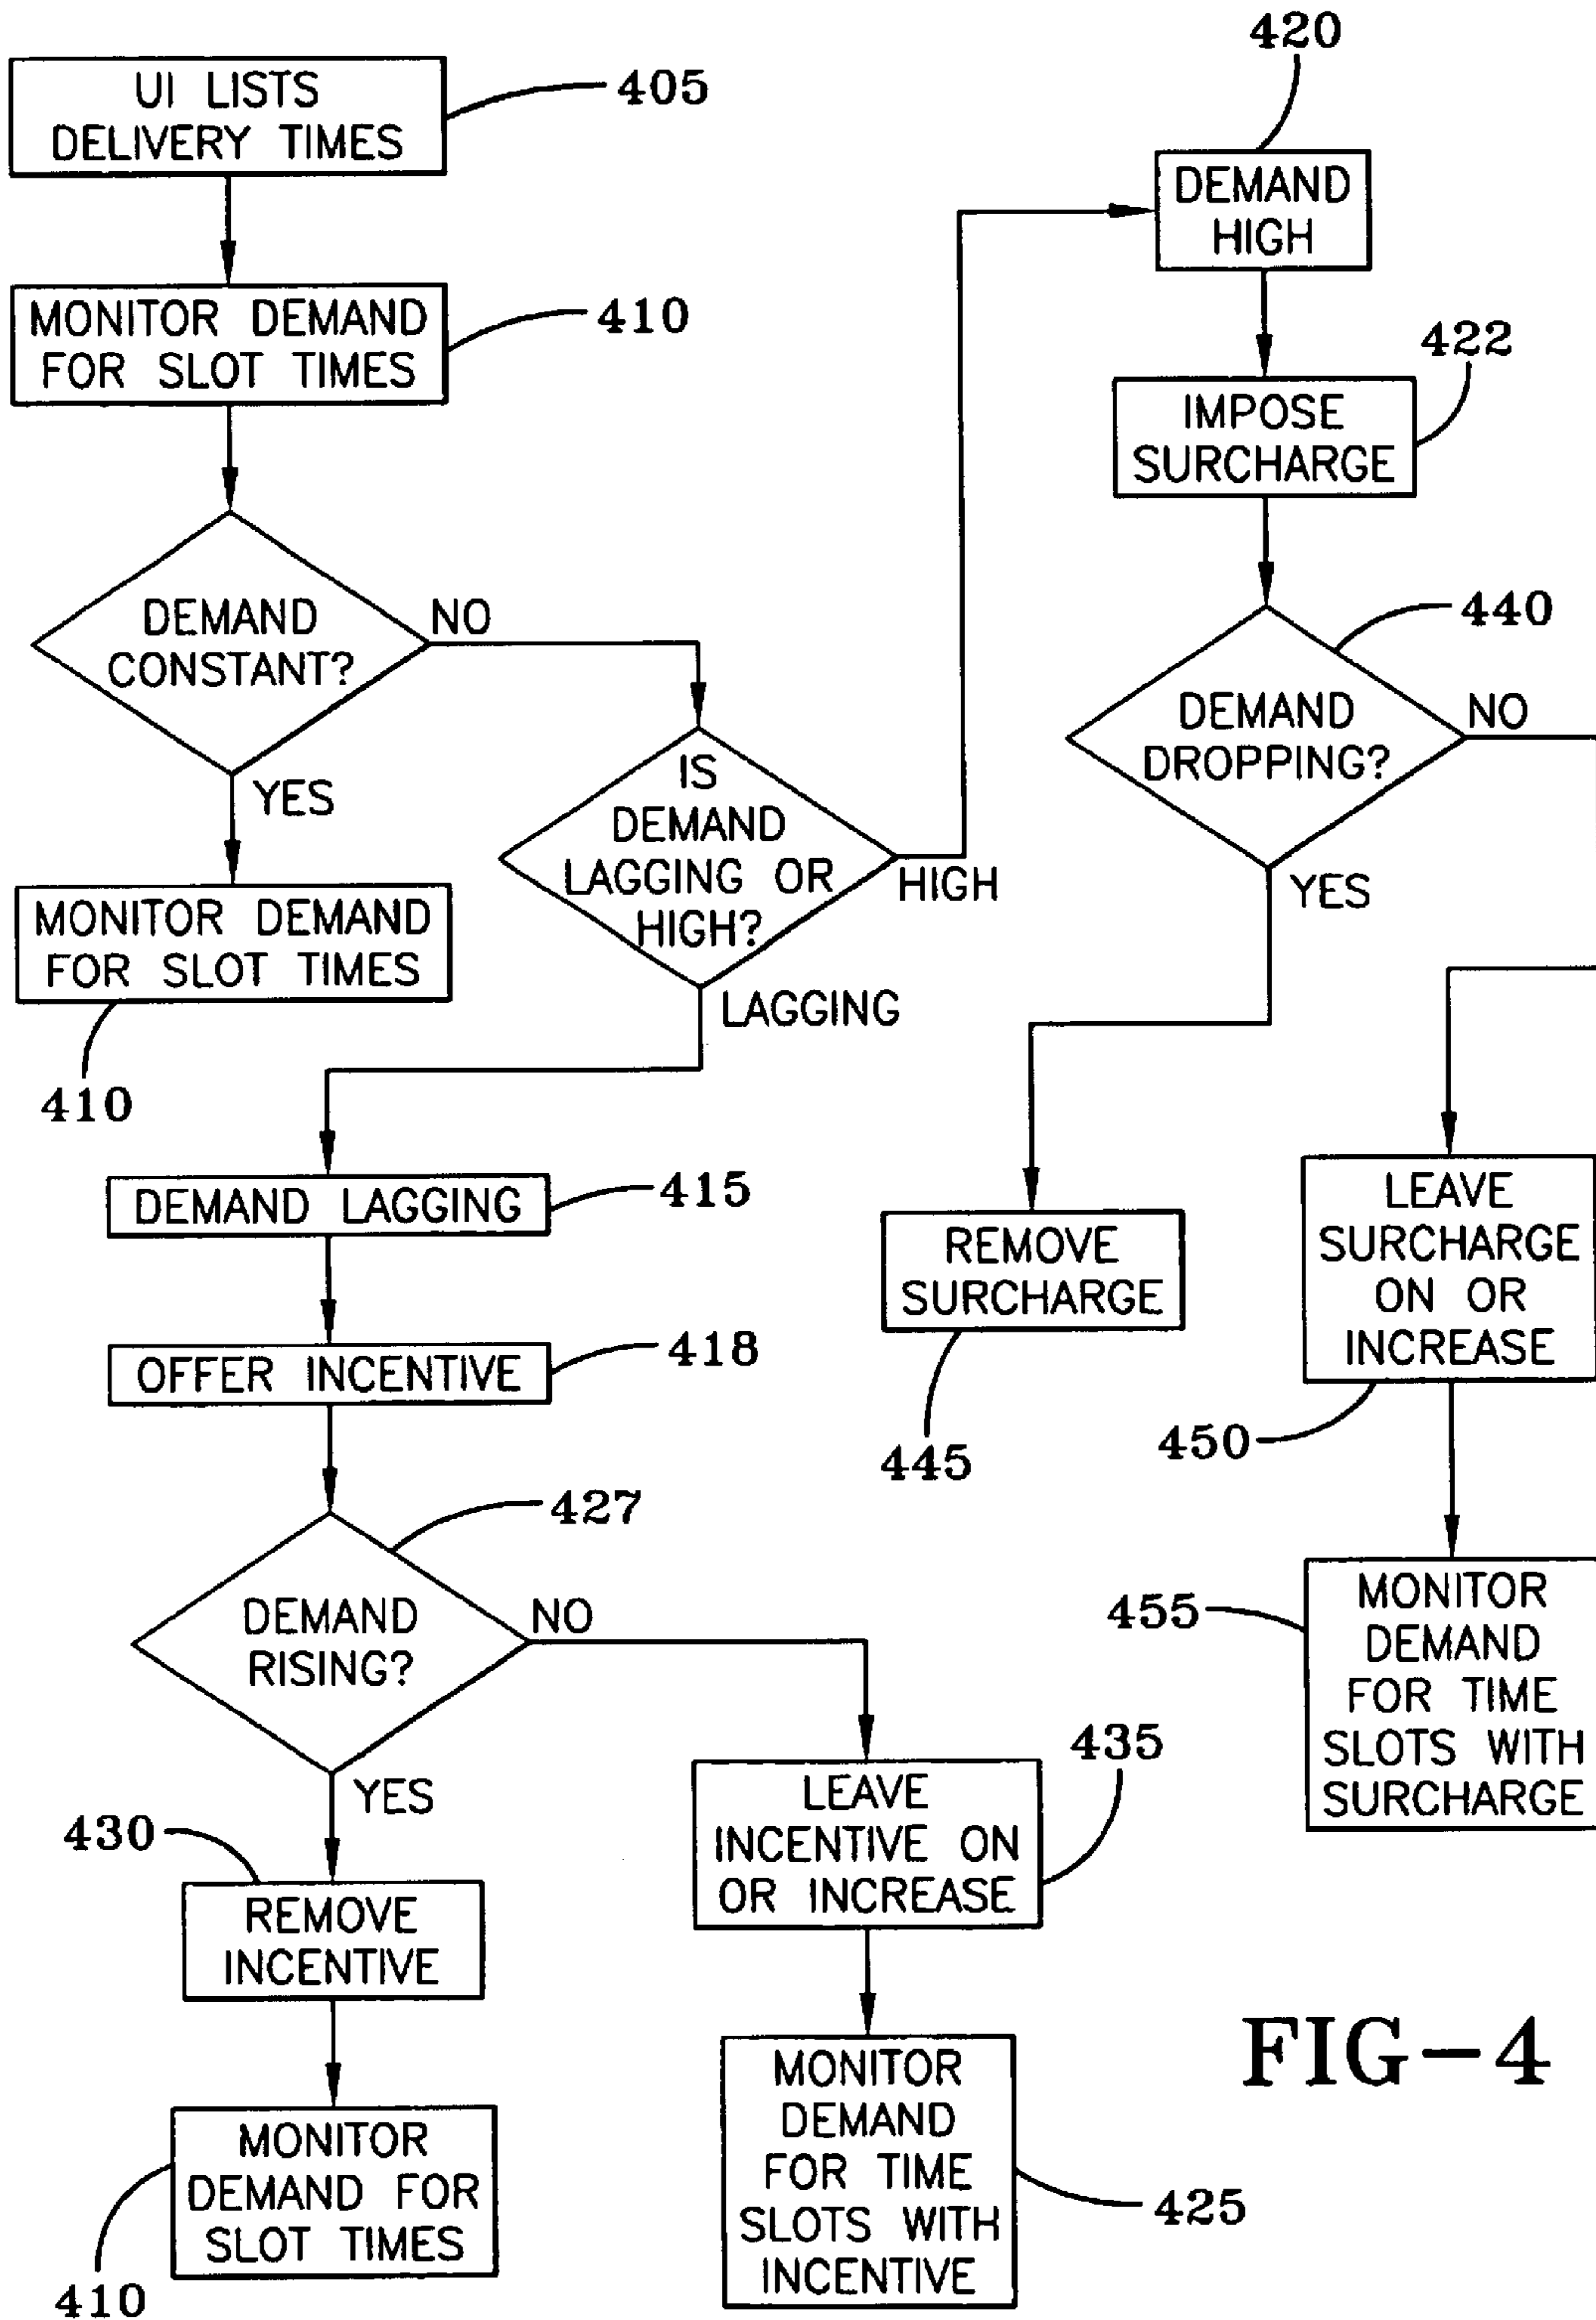 UI LISTS
DELIVERY TIMES
405
MONITOR DEMAND
FOR SLOT TIMES
410
DEMAND
CONSTANT?
NO
YES
MONITOR DEMAND
FOR SLOT TIMES
410
IS
DEMAND
LAGGING OR
HIGH?
HIGH
LAGGING
DEMAND LAGGING
415
OFFER INCENTIVE
418
427
DEMAND
RISING?
NO
YES
430
REMOVE
INCENTIVE
MONITOR
DEMAND FOR
SLOT TIMES
410
435
LEAVE
INCENTIVE ON
OR INCREASE
MONITOR
DEMAND
FOR TIME
SLOTS WITH
INCENTIVE
425
420
DEMAND
HIGH
422
IMPOSE
SURCHARGE
440
DEMAND
DROPPING?
NO
YES
REMOVE
SURCHARGE
445
LEAVE
SURCHARGE
ON OR
INCREASE
450
455
MONITOR
DEMAND
FOR TIME
SLOTS WITH
SURCHARGE
FIG-4